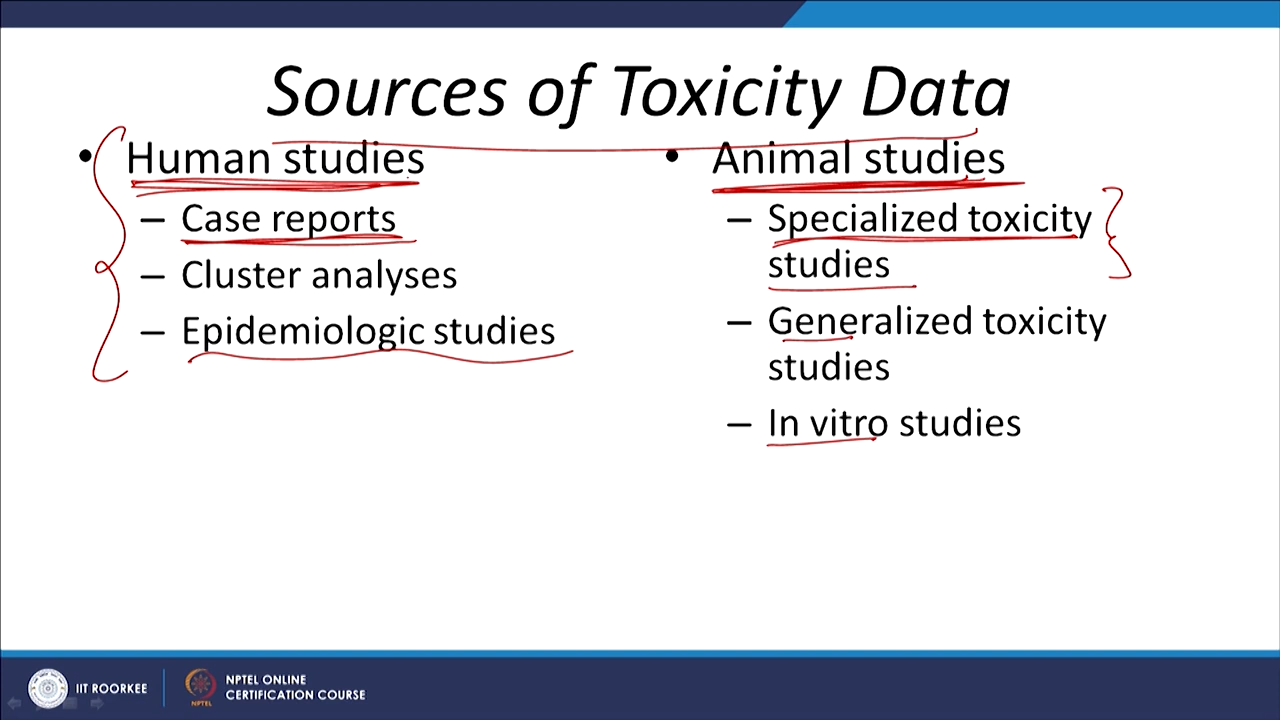 Sources of Toxicity Data
• Human studies
– Case reports
– Cluster analyses
– Epidemiologic studies
• Animal studies
– Specialized toxicity
studies
– Generalized toxicity
studies
– In vitro studies
IIT ROORKEE
NPTEL
NPTEL ONLINE
CERTIFICATION COURSE